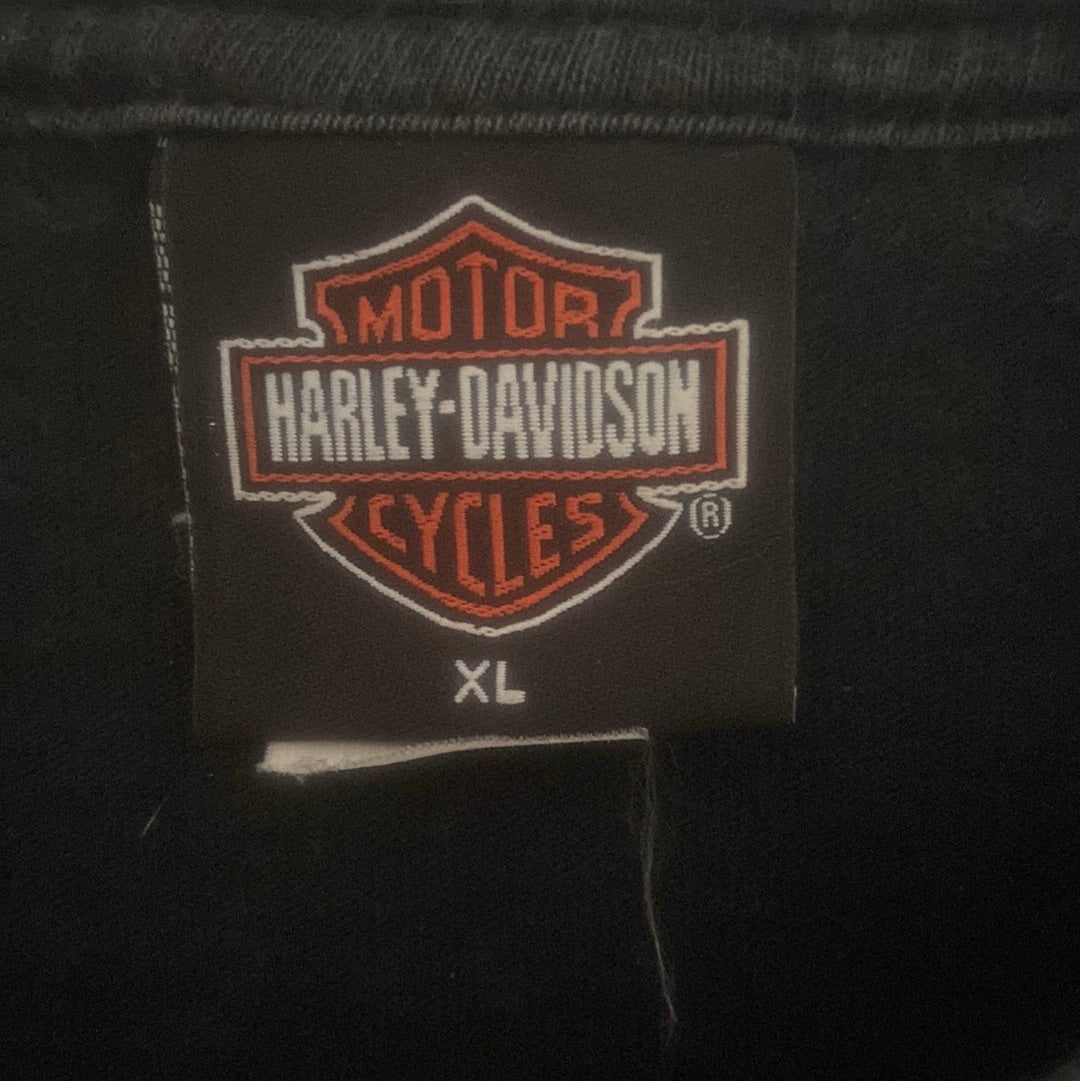 MOTOR
HARLEY-DAVIDSON
CYCLES
®
XL